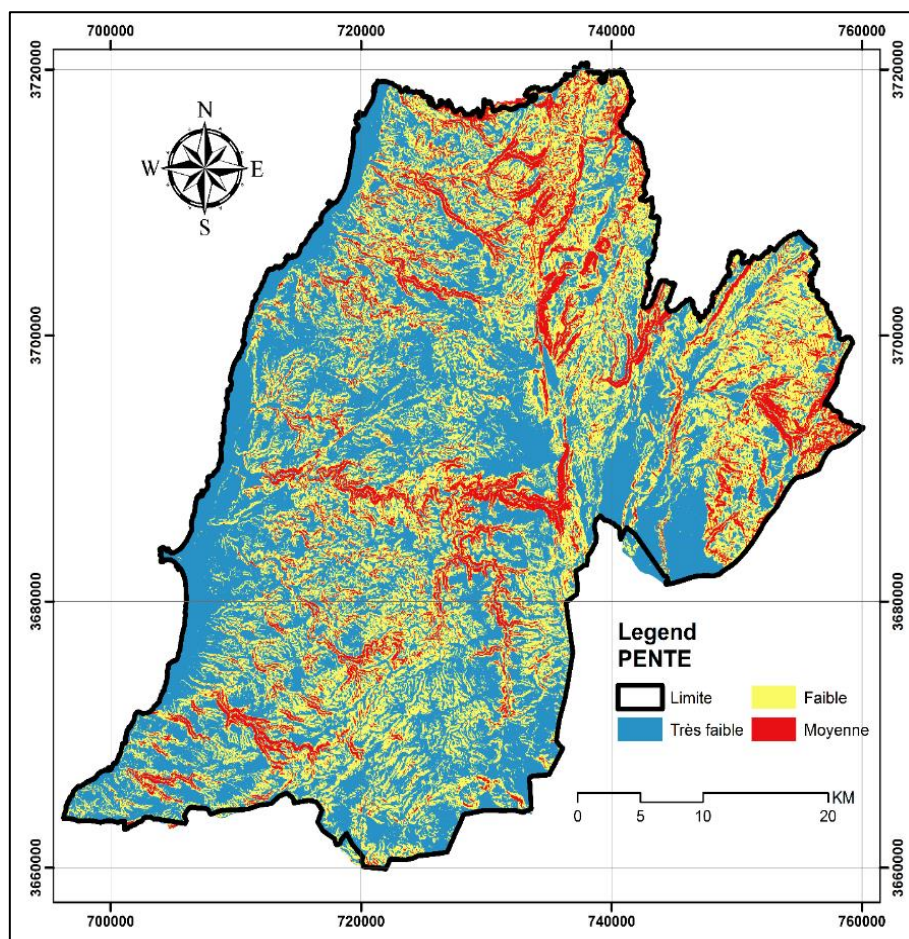 700000 720000 740000 760000
3720000 3720000
N
W E
S
3700000 3700000
3680000 3680000
Legend
PENTE
Limite Faible
Très faible Moyenne
KM
0 5 10 20
3660000 3660000
700000 720000 740000 760000